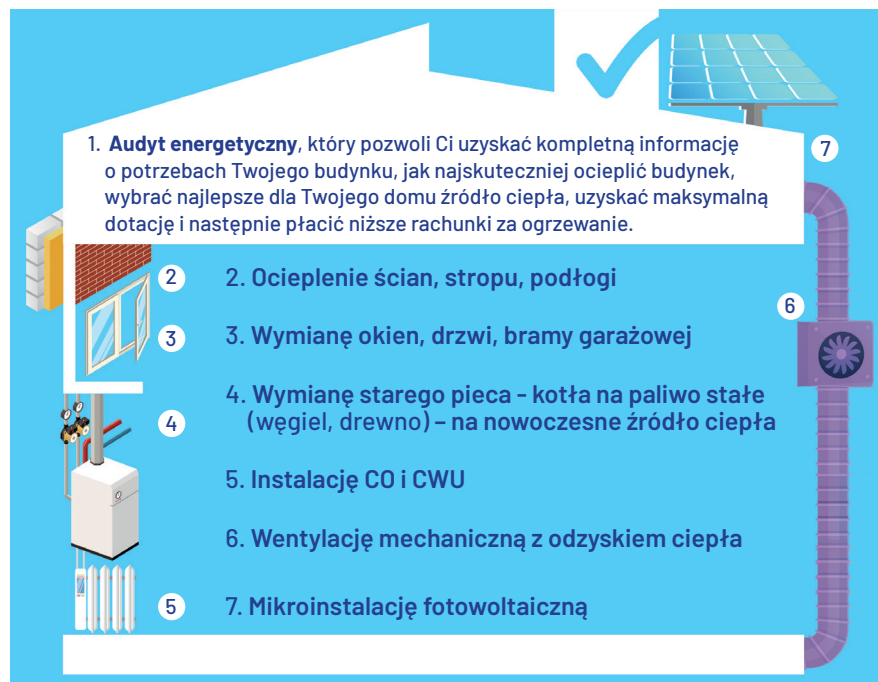 1. Audyt energetyczny, który pozwoli Ci uzyskać kompletną informację
o potrzebach Twojego budynku, jak najskuteczniej ocieplić budynek,
wybrać najlepsze dla Twojego domu źródło ciepła, uzyskać maksymalną
dotację i następnie płacić niższe rachunki za ogrzewanie.
7
2
2. Ocieplenie ścian, stropu, podłogi
6
3
3. Wymianę okien, drzwi, bramy garażowej
4
4. Wymianę starego pieca - kotła na paliwo stałe
(węgiel, drewno) – na nowoczesne źródło ciepła
5. Instalację CO i CWU
6. Wentylację mechaniczną z odzyskiem ciepła
5
7. Mikroinstalację fotowoltaiczną